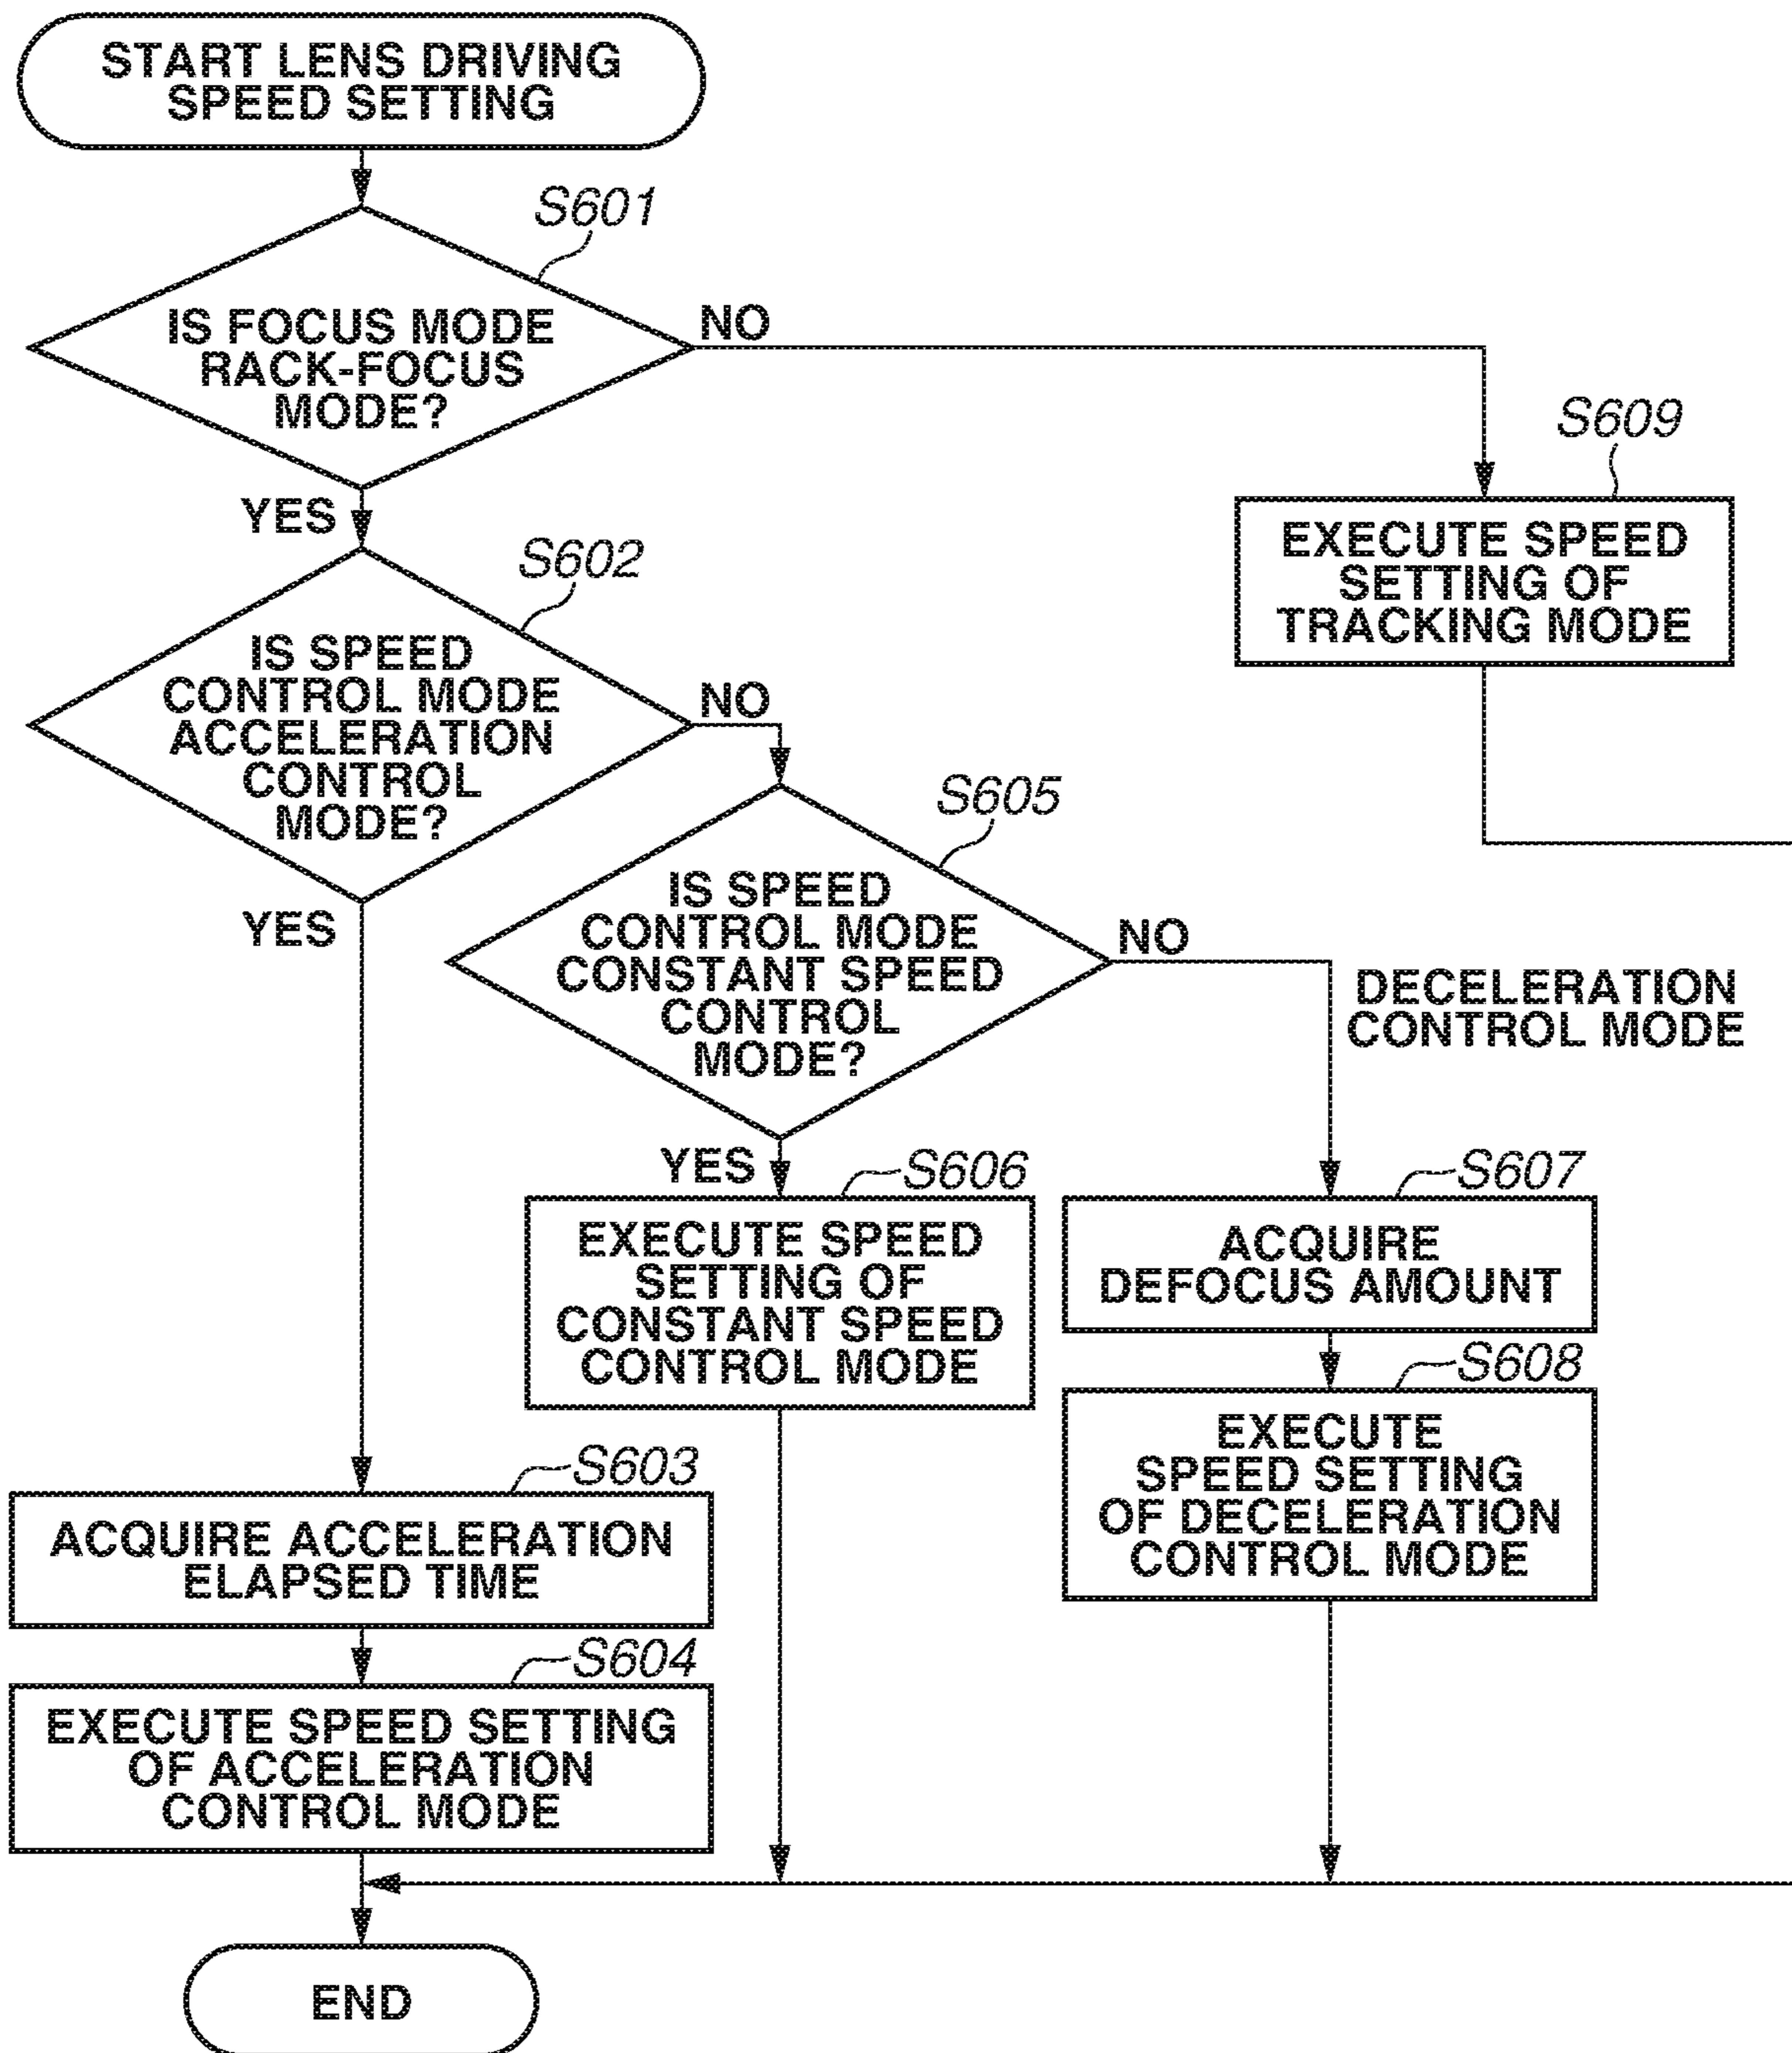 START LENS DRIVING
SPEED SETTING
S601
IS FOCUS MODE
RACK-FOCUS
MODE?
NO
YES
S609
EXECUTE SPEED
SETTING OF
TRACKING MODE
S602
IS SPEED
CONTROL MODE
ACCELERATION
CONTROL
MODE?
NO
YES
S605
IS SPEED
CONTROL MODE
CONSTANT SPEED
CONTROL
MODE?
NO
DECELERATION
CONTROL MODE
YES
S606
EXECUTE SPEED
SETTING OF
CONSTANT SPEED
CONTROL MODE
S607
ACQUIRE
DEFOCUS AMOUNT
S608
EXECUTE
SPEED SETTING
OF DECELERATION
CONTROL MODE
S603
ACQUIRE ACCELERATION
ELAPSED TIME
S604
EXECUTE SPEED SETTING
OF ACCELERATION
CONTROL MODE
END